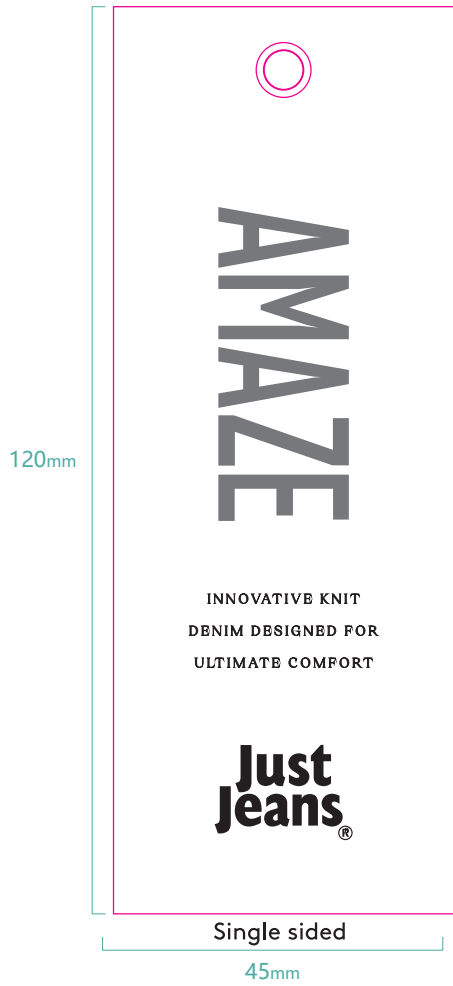 AMAZE
120mm
INNOVATIVE KNIT
DENIM DESIGNED FOR
ULTIMATE COMFORT
Just
Jeans®
Single sided
45mm